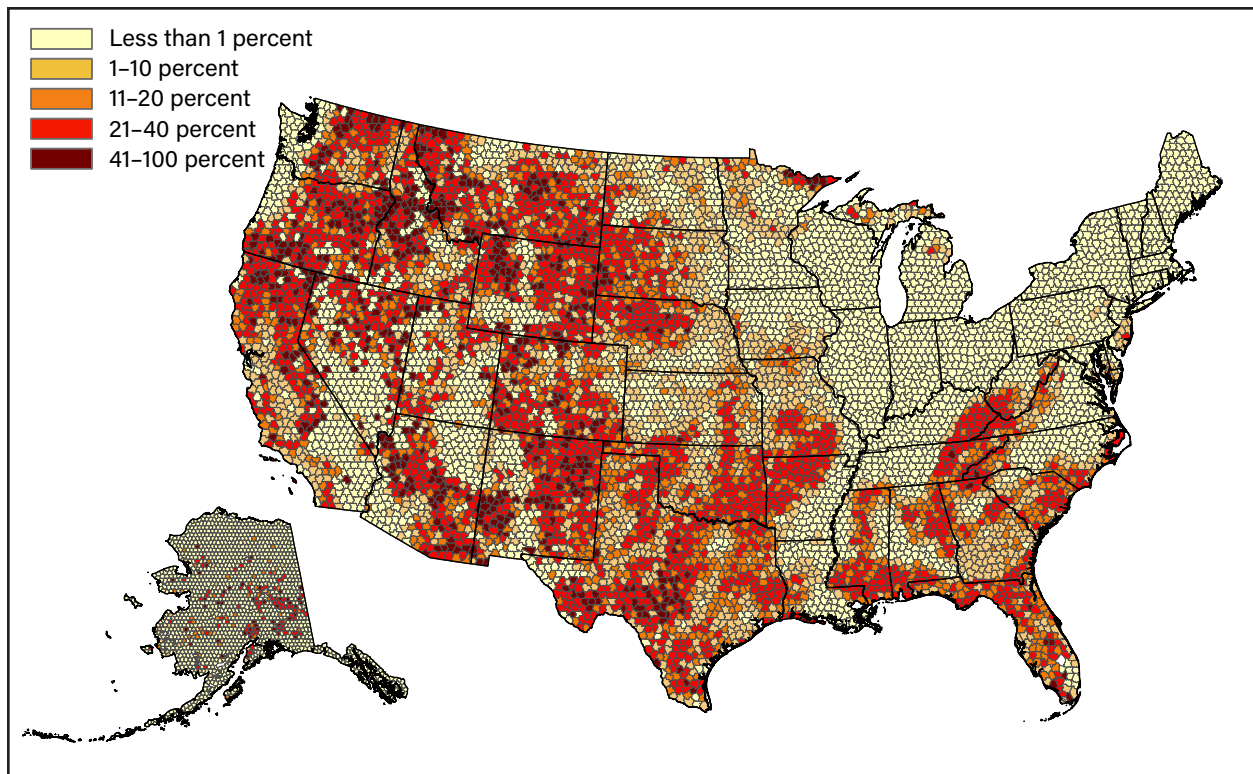 Less than 1 percent
1–10 percent
11–20 percent
21–40 percent
41–100 percent